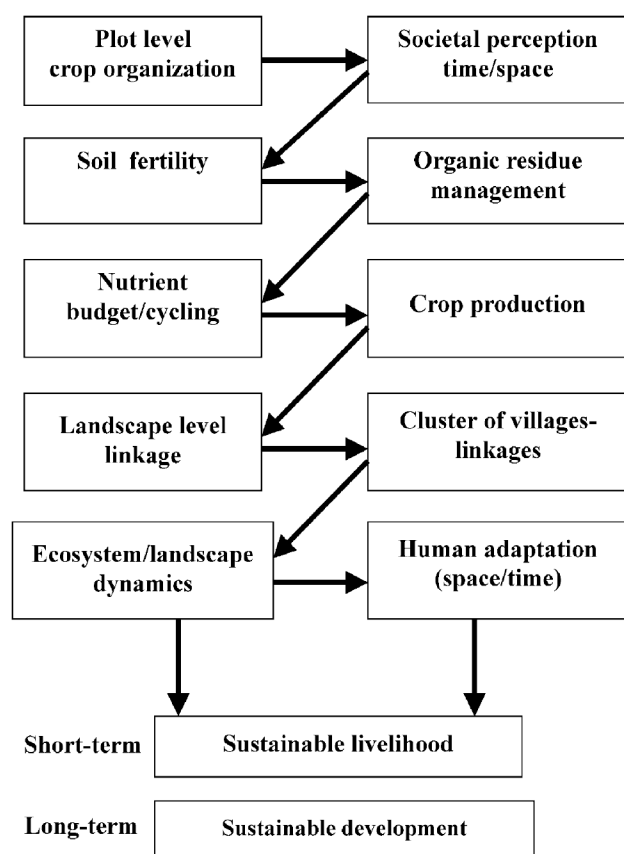 Plot level
crop organization
Societal perception
time/space
Soil fertility
Organic residue
management
Nutrient
budget/cycling
Crop production
Landscape level
linkage
Cluster of villages-
linkages
Ecosystem/landscape
dynamics
Human adaptation
(space/time)
Short-term
Sustainable livelihood
Long-term
Sustainable development